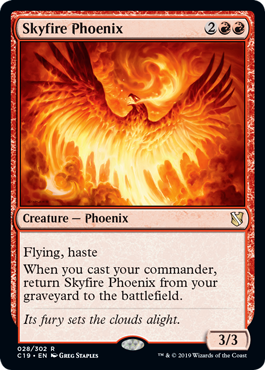 Skyfire Phoenix 2
Creature — Phoenix
Flying, haste
When you cast your commander,
return Skyfire Phoenix from your
graveyard to the battlefield.
Its fury sets the clouds alight.
3/3
028/302 R
C19 • EN Greg Staples
™ & © 2019 Wizards of the Coast